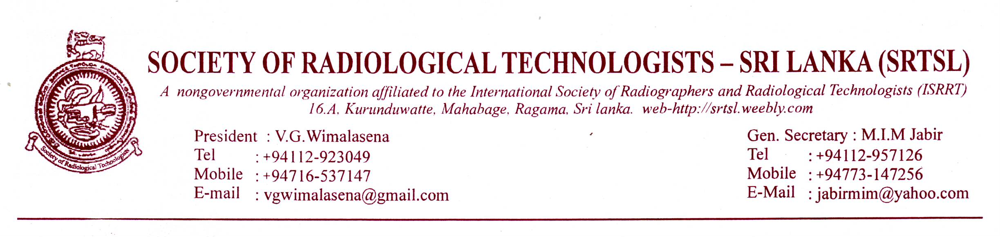 SOCIETY OF RADIOLOGICAL TECHNOLOGISTS – SRI LANKA (SRTSL)
A nongovernmental organization affiliated to the International Society of Radiographers and Radiological Technologists (ISRRT)
16.A, Kurunduwatte, Mahabage, Ragama, Sri lanka. web-http://srtsl.weebly.com
President : V.G.Wimalasena
Tel : +94112-923049
Mobile : +94716-537147
E-mail : vgwimalasena@gmail.com
Gen. Secretary : M.I.M Jabir
Tel : +94112-957126
Mobile : +94773-147256
E-Mail : jabirmim@yahoo.com
Society of Radiological Technologists